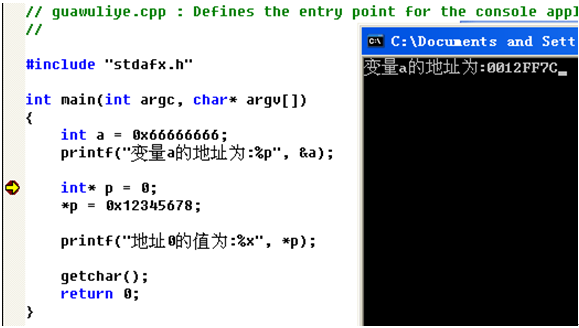 // guawuliye.cpp : Defines the entry point for the console appl
//
#include "stdafx.h"
int main(int argc, char* argv[])
{
int a = 0x66666666;
printf("变量a的地址为:%p", &a);
int* p = 0;
*p = 0x12345678;
printf("地址0的值为:%x", *p);
getchar();
return 0;
}
C:\Documents and Sett
变量a的地址为:0012FF7C